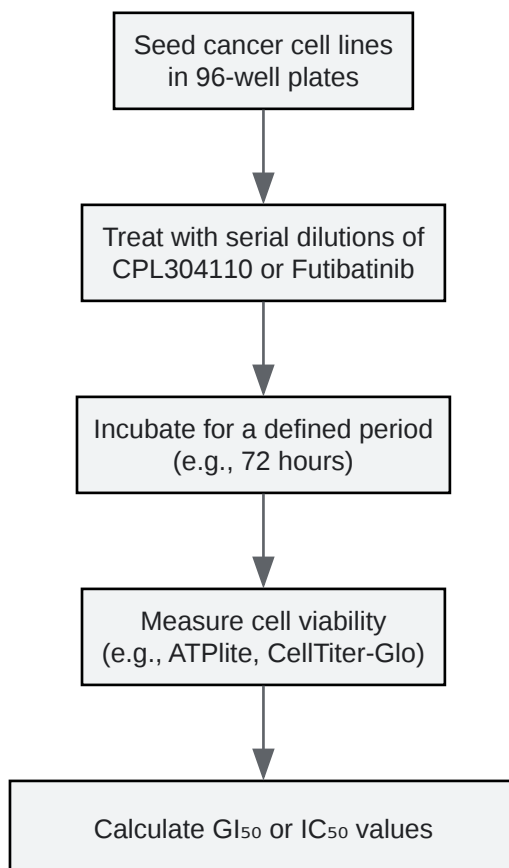 Seed cancer cell lines
in 96-well plates
Treat with serial dilutions of
CPL304110 or Futibatinib
Incubate for a defined period
(e.g., 72 hours)
Measure cell viability
(e.g., ATPlite, CellTiter-Glo)
Calculate GI₅₀ or IC₅₀ values